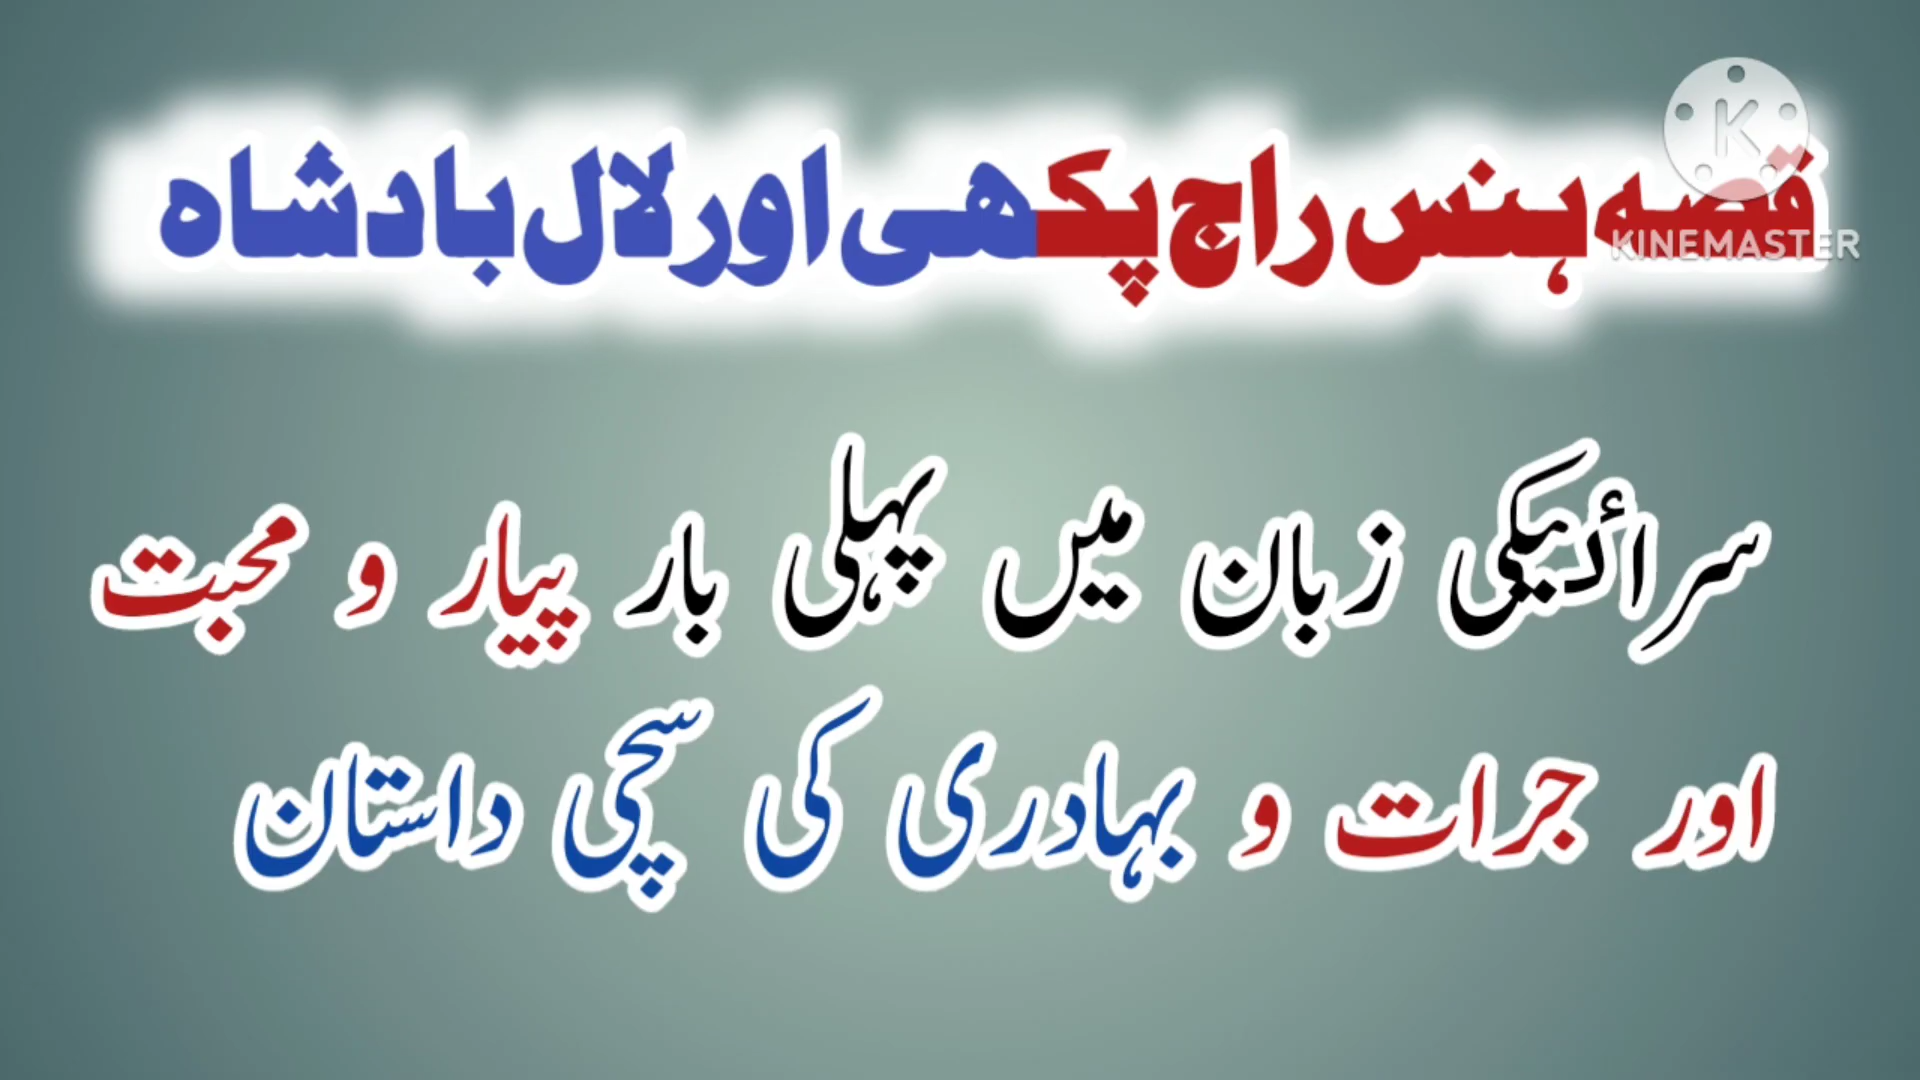 قصہ ہنس راج پکھی اور لال بادشاہ
KINEMASTER
سرائیکی زبان میں پہلی بار پیار و محبت
اور جرات و بہادری کی سچی داستان